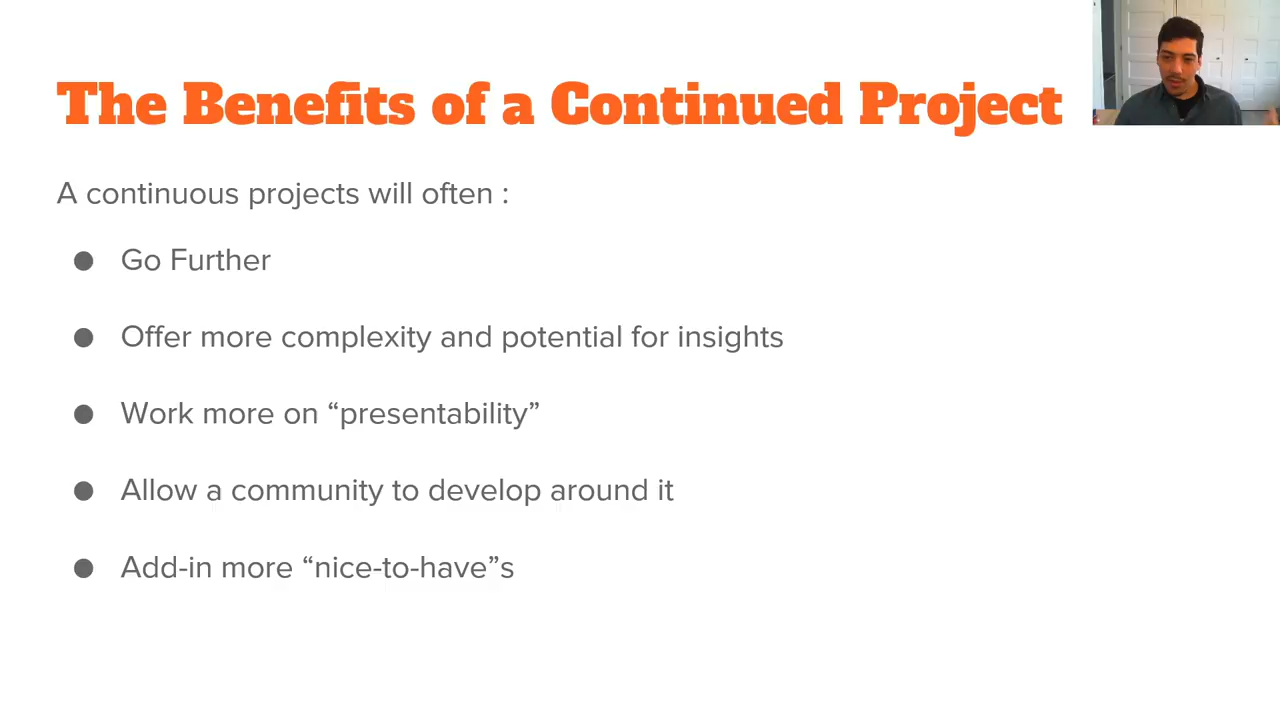 The Benefits of a Continued Project
A continuous projects will often :
● Go Further
● Offer more complexity and potential for insights
● Work more on “presentability”
● Allow a community to develop around it
● Add-in more “nice-to-have”s